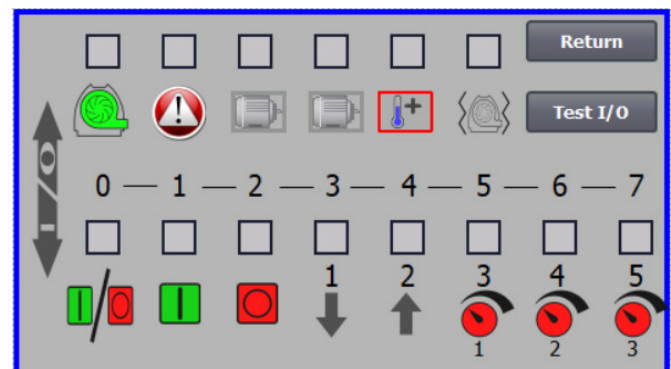 Return
Test I/O
I/O
0 — 1 — 2 — 3 — 4 — 5 — 6 — 7
1 2 3 4 5
1 2 3